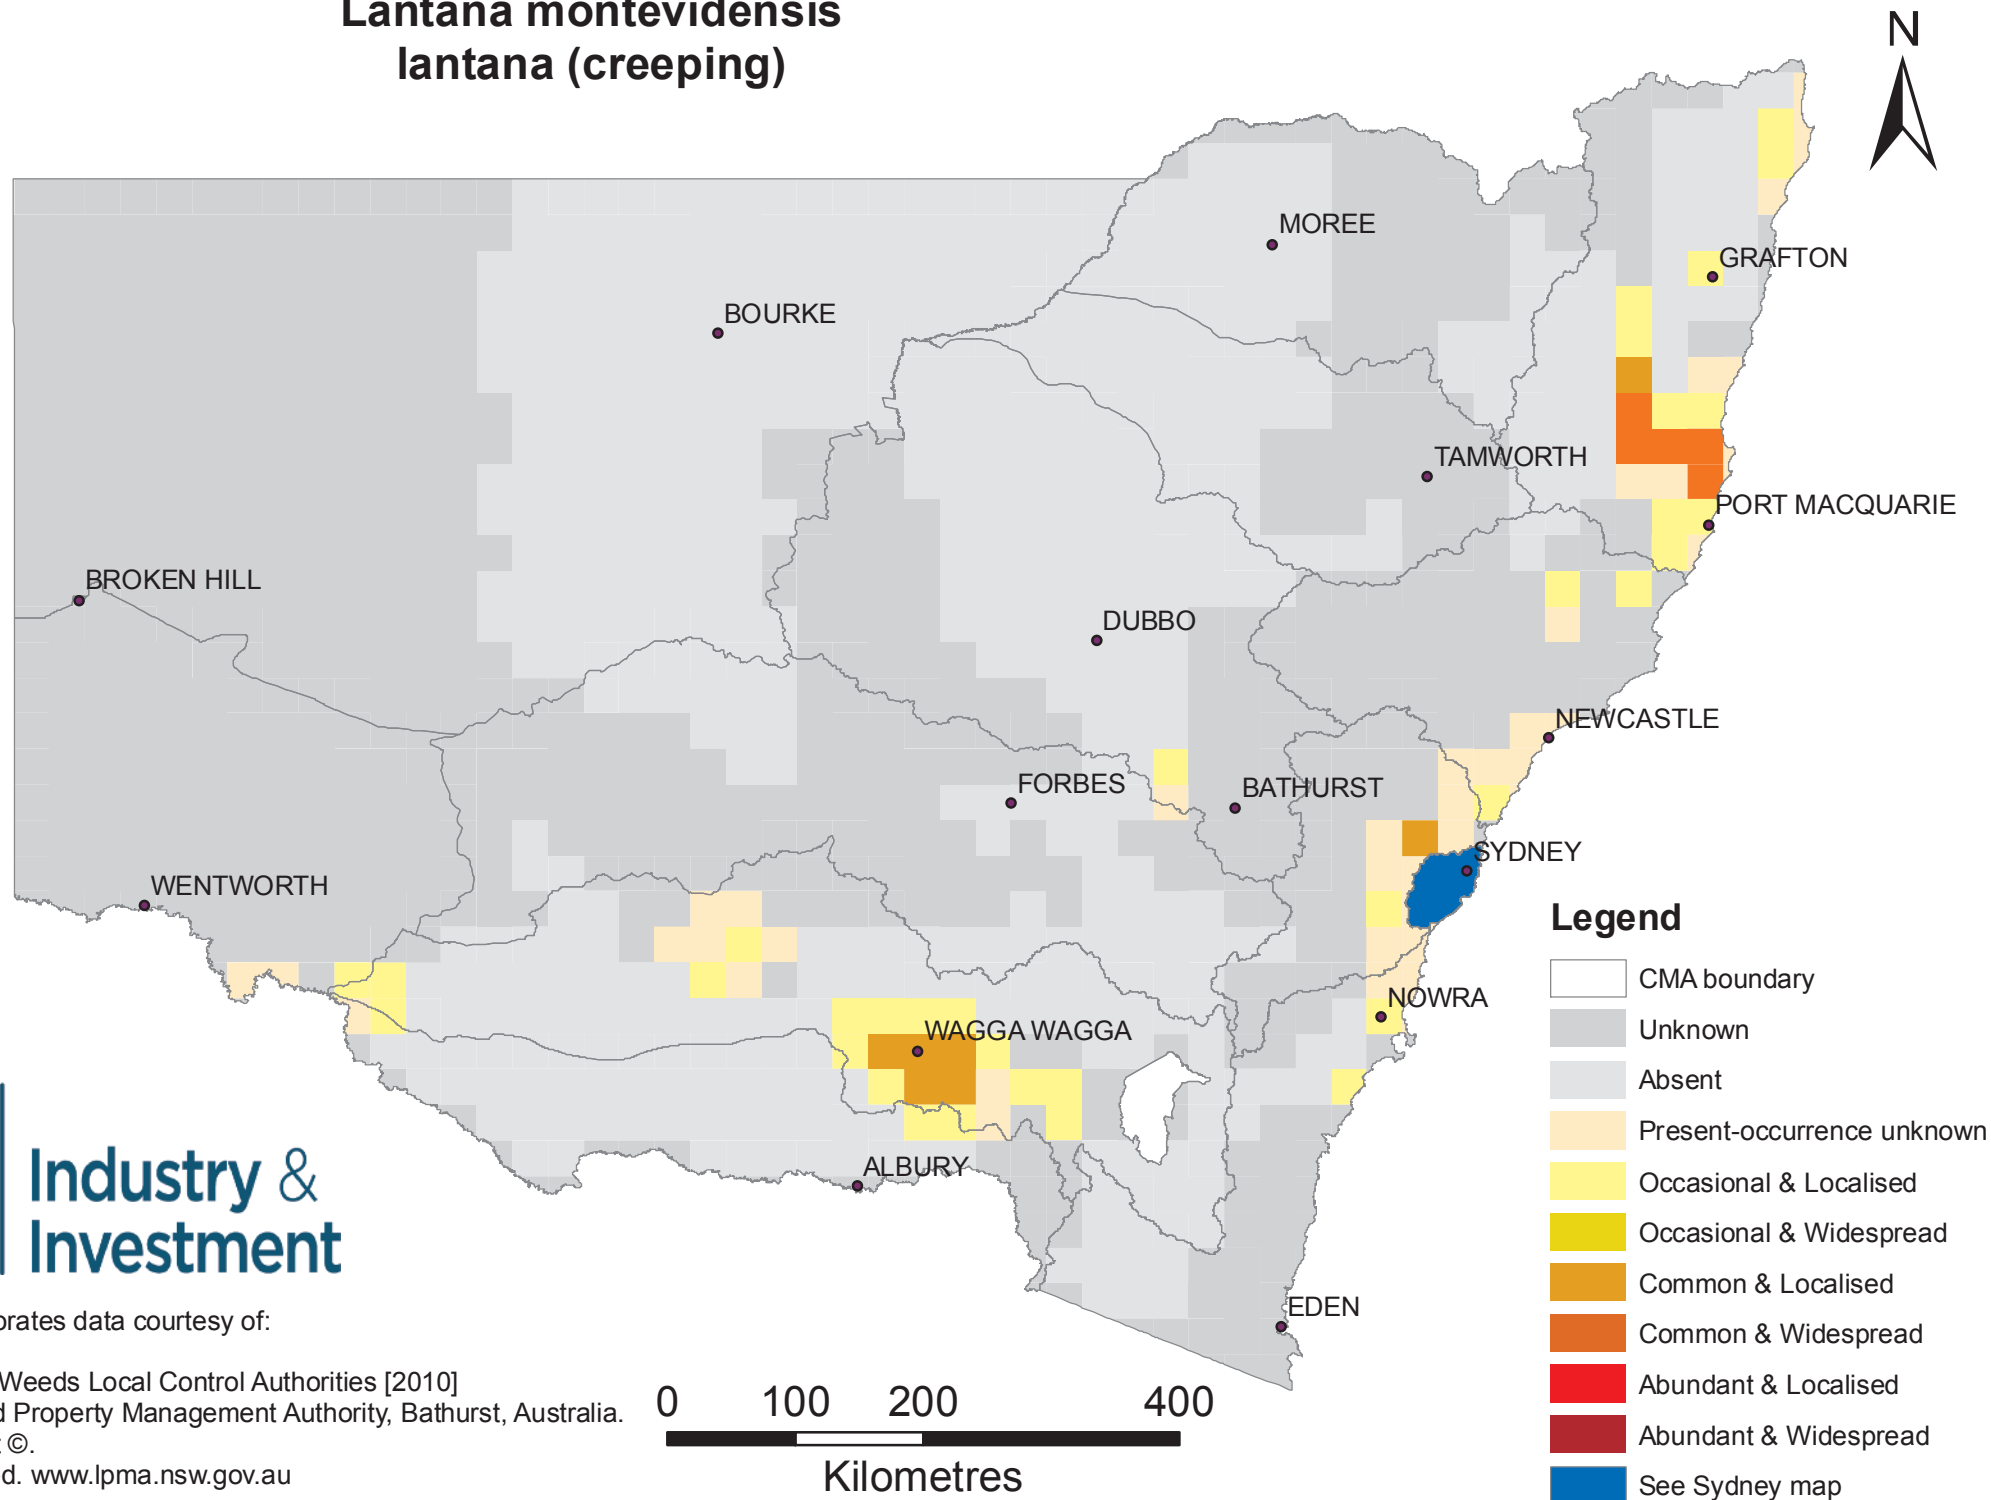 Lantana montevidensis
lantana (creeping)
N
MOREE
GRAFTON
BOURKE
TAMWORTH
PORT MACQUARIE
BROKEN HILL
DUBBO
NEWCASTLE
FORBES
BATHURST
SYDNEY
WENTWORTH
NOWRA
WAGGA WAGGA
ALBURY
EDEN
Legend
CMA boundary
Unknown
Absent
Present-occurrence unknown
Occasional & Localised
Occasional & Widespread
Common & Localised
Common & Widespread
Abundant & Localised
Abundant & Widespread
See Sydney map
Industry &
Investment
data courtesy of:
Weeds Local Control Authorities [2010]
Property Management Authority, Bathurst, Australia.
©.
www.lpma.nsw.gov.au
0 100 200 400
Kilometres